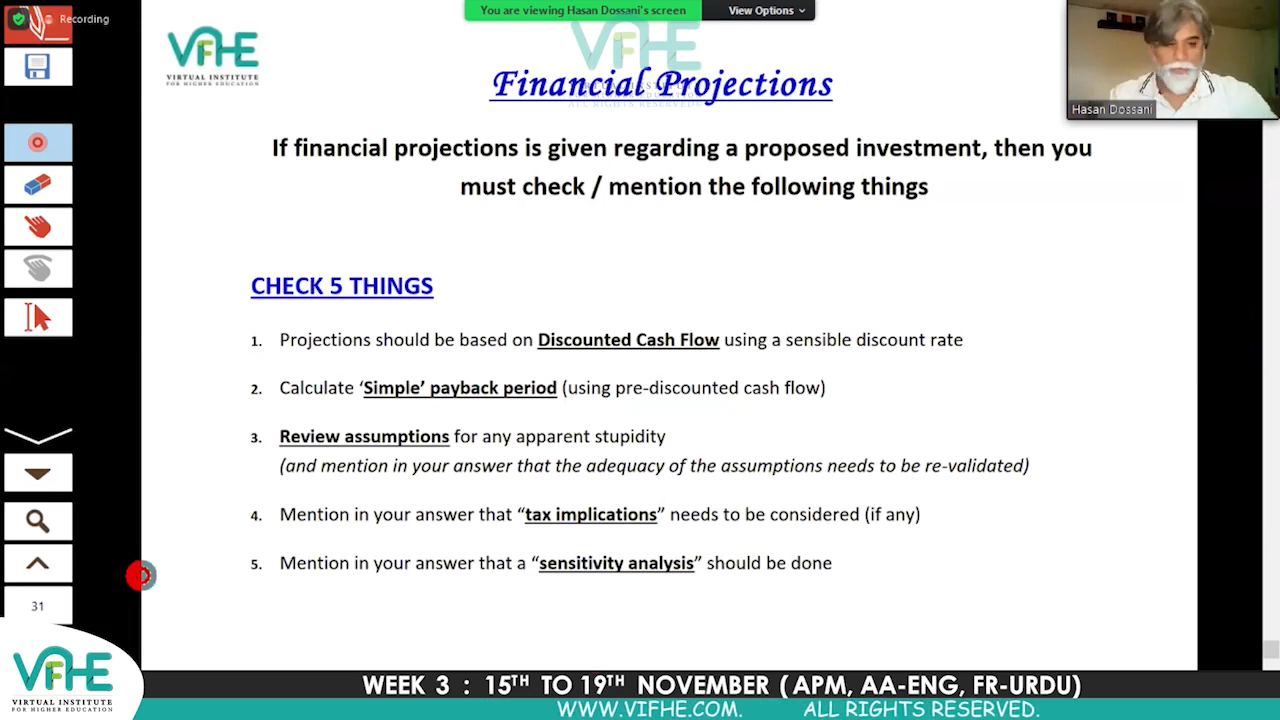 Recording
You are viewing Hasan Dossani's screen
View Options
VIFHE
VIRTUAL INSTITUTE
FOR HIGHER EDUCATION
VIFHE
ALL RIGHTS RESERVED.
Financial Projections
Hasan Dossani
If financial projections is given regarding a proposed investment, then you
must check / mention the following things
CHECK 5 THINGS
1. Projections should be based on Discounted Cash Flow using a sensible discount rate
2. Calculate ‘Simple’ payback period (using pre-discounted cash flow)
3. Review assumptions for any apparent stupidity
(and mention in your answer that the adequacy of the assumptions needs to be re-validated)
4. Mention in your answer that “tax implications” needs to be considered (if any)
5. Mention in your answer that a “sensitivity analysis” should be done
31
VIFHE
VIRTUAL INSTITUTE
FOR HIGHER EDUCATION
WEEK 3 : 15TH TO 19TH NOVEMBER (APM, AA-ENG, FR-URDU)
WWW.VIFHE.COM. ALL RIGHTS RESERVED.